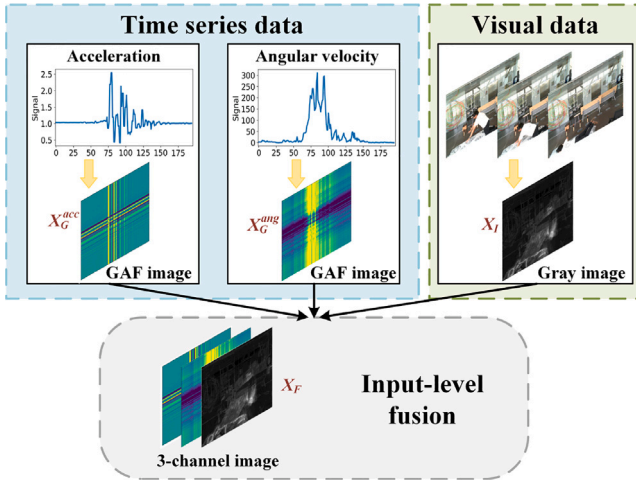 Time series data
Visual data
Acceleration
Angular velocity
Signal
2.5
2.0
1.5
1.0
0.5
0 25 50 75 100 125 150 175
Signal
300
250
200
150
100
50
0
0 25 50 75 100 125 150 175
X_G^acc
GAF image
X_G^ang
GAF image
X_I
Gray image
X_F
Input-level
fusion
3-channel image